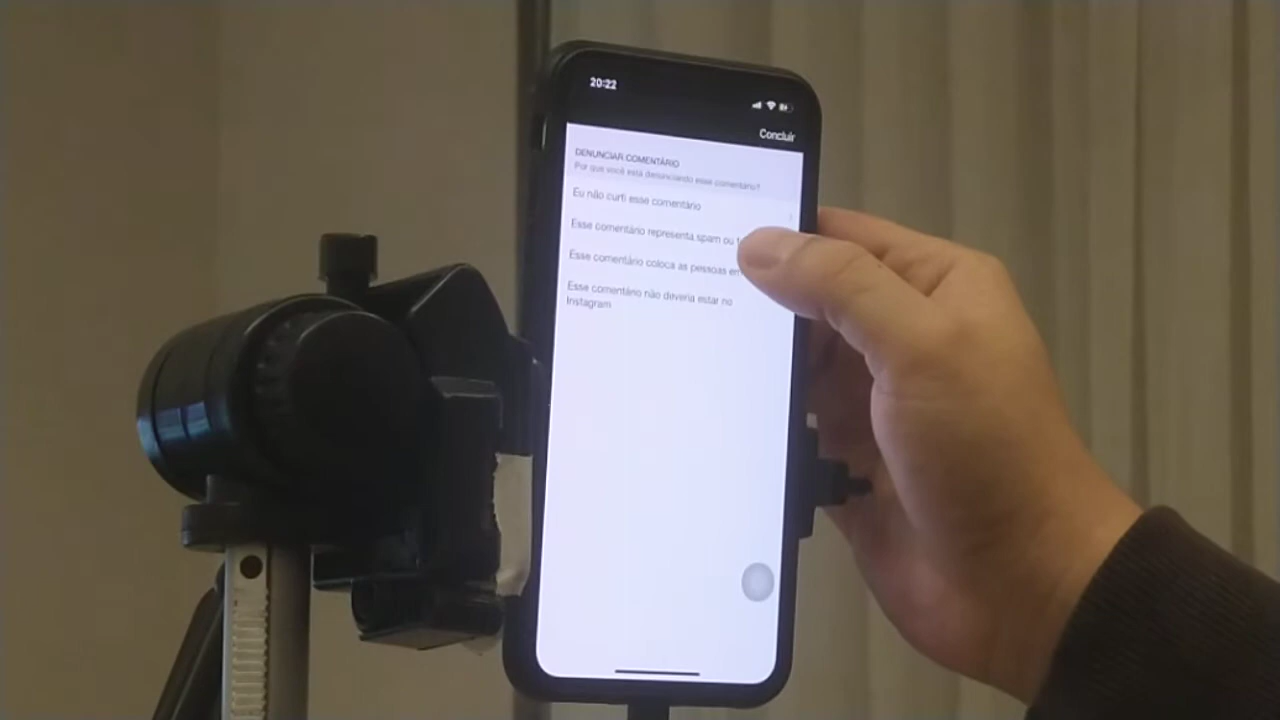 20:22
Concluir
DENUNCIAR COMENTÁRIO
Por que você está denunciando esse comentário?
Eu não curti esse comentário
Esse comentário representa spam ou
Esse comentário coloca as pessoas em
Esse comentário não deveria estar no
Instagram